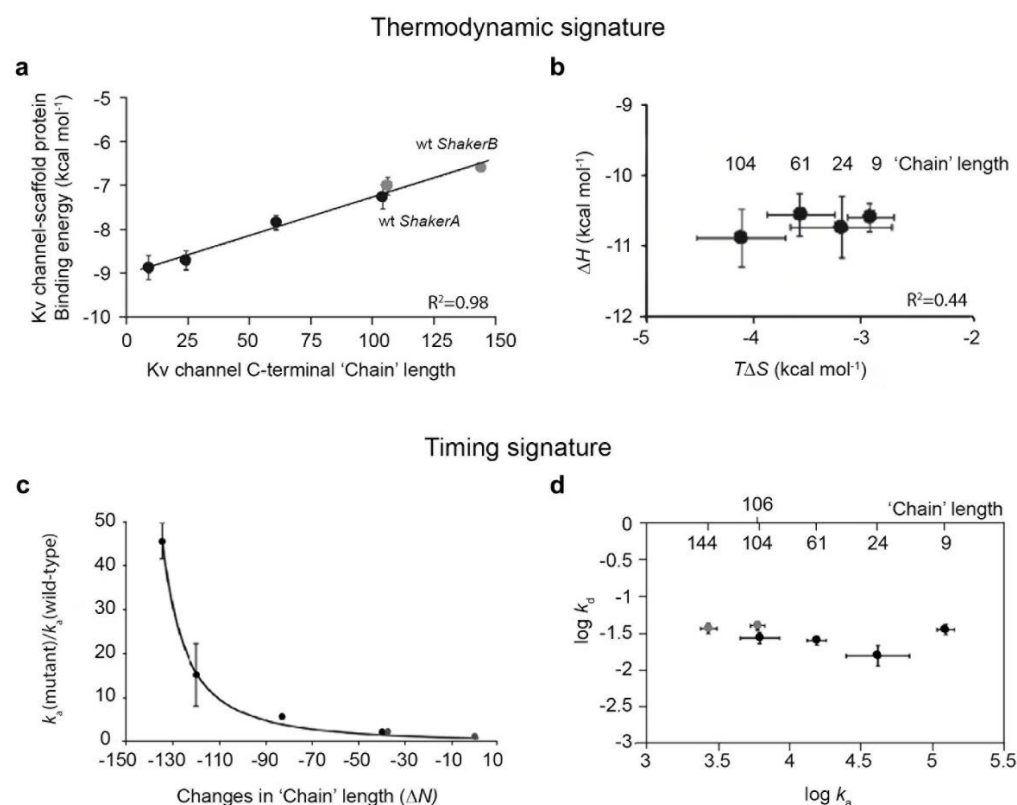 Thermodynamic signature
a
Kv channel-scaffold protein
Binding energy (kcal mol⁻¹)
-5
-6
-7
-8
-9
-10
wt ShakerB
wt ShakerA
R²=0.98
0 25 50 75 100 125 150
Kv channel C-terminal ‘Chain’ length
b
ΔH (kcal mol⁻¹)
-9
-10
-11
-12
104 61 24 9 ‘Chain’ length
R²=0.44
-5 -4 -3 -2
TΔS (kcal mol⁻¹)
Timing signature
c
kₐ(mutant)/kₐ(wild-type)
50
40
30
20
10
0
-150 -130 -110 -90 -70 -50 -30 -10 10
Changes in ‘Chain’ length (ΔN)
d
log k_d
106 ‘Chain’ length
144 104 61 24 9
0
-0.5
-1
-1.5
-2
-2.5
-3
3 3.5 4 4.5 5 5.5
log kₐ